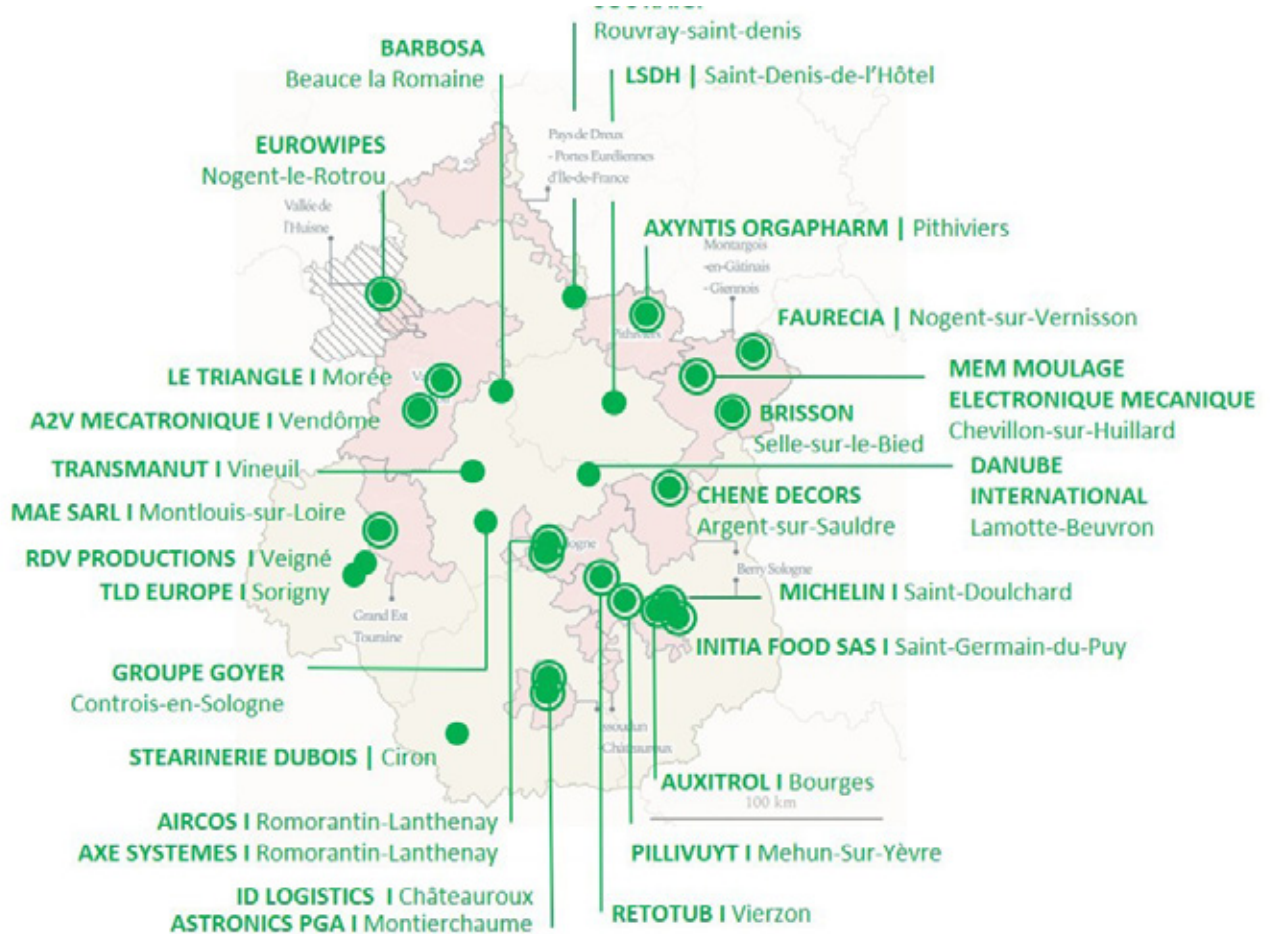 Rouvray-saint-denis
BARBOSA
Beauce la Romaine
LSDH | Saint-Denis-de-l'Hôtel
EUROWIPES
Nogent-le-Rotrou
Pays de Dreux
- Portes Euréliennes
d'Île-de-France
Vallée de
l'Huisne
AXYNTIS ORGAPHARM | Pithiviers
Montargois
-en-Gâtinais
- Giennois
FAURECIA | Nogent-sur-Vernisson
Pithiviers
LE TRIANGLE I Morée
MEM MOULAGE
ELECTRONIQUE MECANIQUE
Chevillon-sur-Huillard
A2V MECATRONIQUE I Vendôme
BRISSON
Selle-sur-le-Bied
TRANSMANUT I Vineuil
DANUBE
INTERNATIONAL
Lamotte-Beuvron
CHENE DECORS
Argent-sur-Sauldre
MAE SARL I Montlouis-sur-Loire
RDV PRODUCTIONS I Veigné
TLD EUROPE I Sorigny
Berry Sologne
MICHELIN I Saint-Doulchard
Grand Est
Touraine
INITIA FOOD SAS I Saint-Germain-du-Puy
GROUPE GOYER
Controis-en-Sologne
Châteauroux
STEARINERIE DUBOIS | Ciron
AUXITROL I Bourges
100 km
AIRCOS I Romorantin-Lanthenay
AXE SYSTEMES I Romorantin-Lanthenay
PILLIVUYT I Mehun-Sur-Yèvre
ID LOGISTICS I Châteauroux
ASTRONICS PGA I Montierchaume
RETOTUB I Vierzon